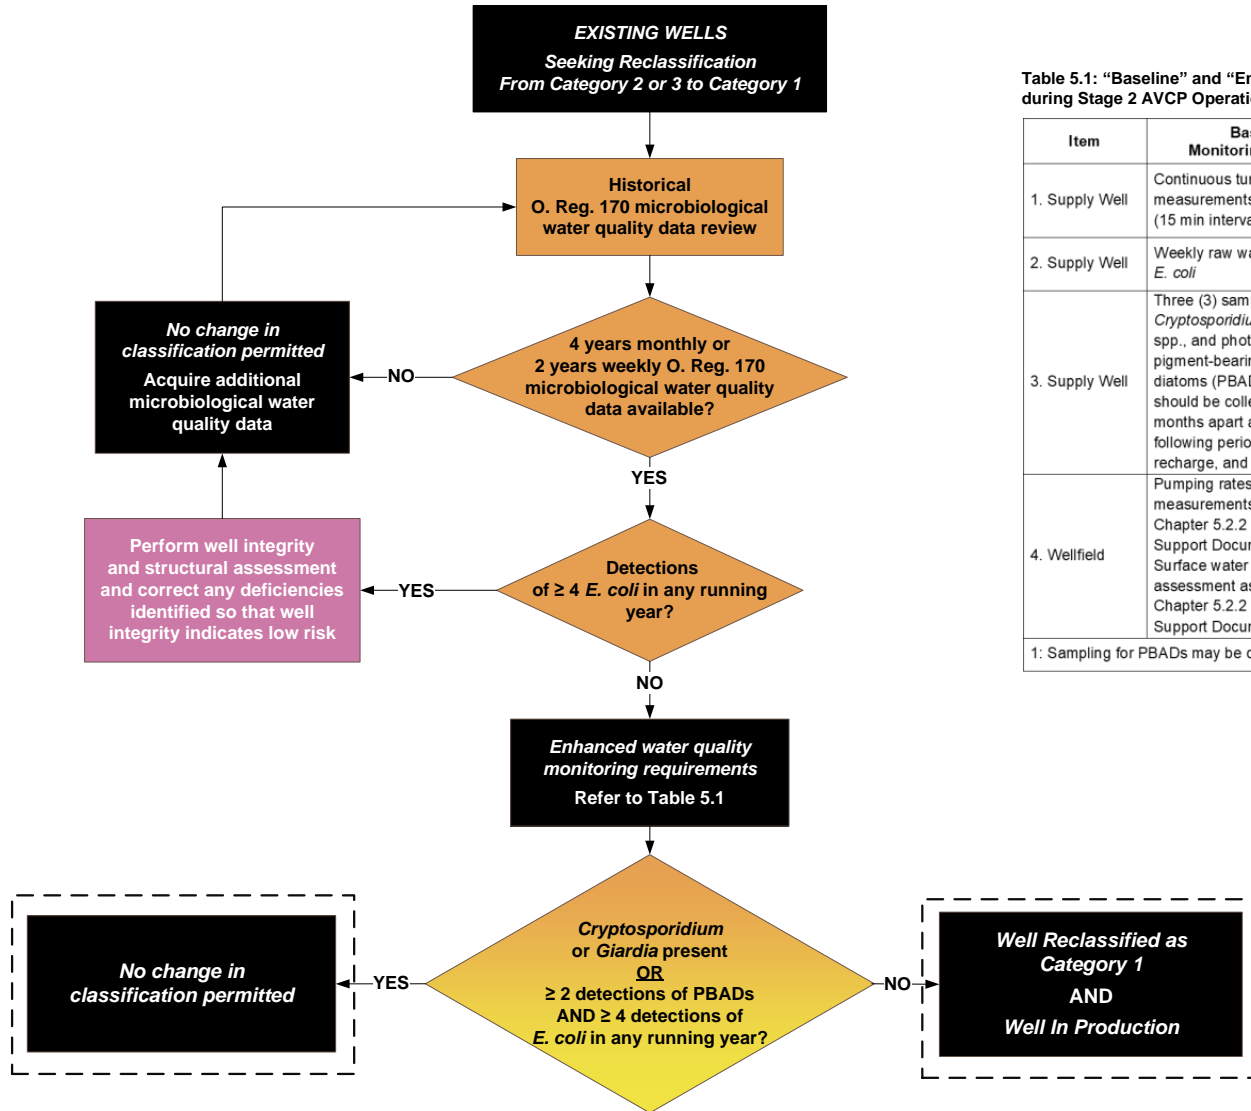 EXISTING WELLS
Seeking Reclassification
From Category 2 or 3 to Category 1
Historical
O. Reg. 170 microbiological
water quality data review
No change in
classification permitted
Acquire additional
microbiological water
quality data
NO
4 years monthly or
2 years weekly O. Reg. 170
microbiological water quality
data available?
YES
Perform well integrity
and structural assessment
and correct any deficiencies
identified so that well
integrity indicates low risk
YES
Detections
of ≥ 4 E. coli in any running
year?
NO
Enhanced water quality
monitoring requirements
Refer to Table 5.1
No change in
classification permitted
YES
Cryptosporidium
or Giardia present
OR
≥ 2 detections of PBADs
AND ≥ 4 detections of
E. coli in any running year?
NO
Well Reclassified as
Category 1
AND
Well In Production
Table 5.1: “Baseline” and “En
during Stage 2 AVCP Operati
Item
Bas
Monitorin
1. Supply Well
Continuous tur
measurements
(15 min interva
2. Supply Well
Weekly raw wa
E. coli
3. Supply Well
Three (3) sam
Cryptosporidiu
spp., and phot
pigment-bearin
diatoms (PBAD
should be colle
months apart a
following perio
recharge, and
4. Wellfield
Pumping rates
measurements
Chapter 5.2.2
Support Docur
Surface water
assessment as
Chapter 5.2.2
Support Docur
1: Sampling for PBADs may be c